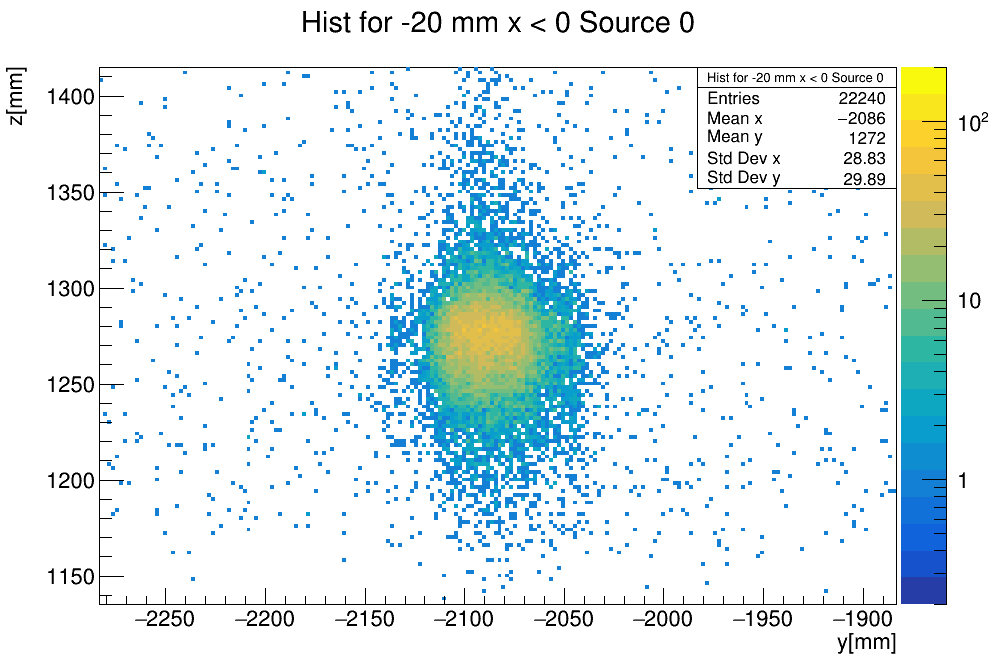 Hist for -20 mm x < 0 Source 0
z[mm]
Hist for -20 mm x < 0 Source 0
Entries 22240
Mean x −2086
Mean y 1272
Std Dev x 28.83
Std Dev y 29.89
1400
1350
1300
1250
1200
1150
−2250 −2200 −2150 −2100 −2050 −2000 −1950 −1900
y[mm]
10²
10
1